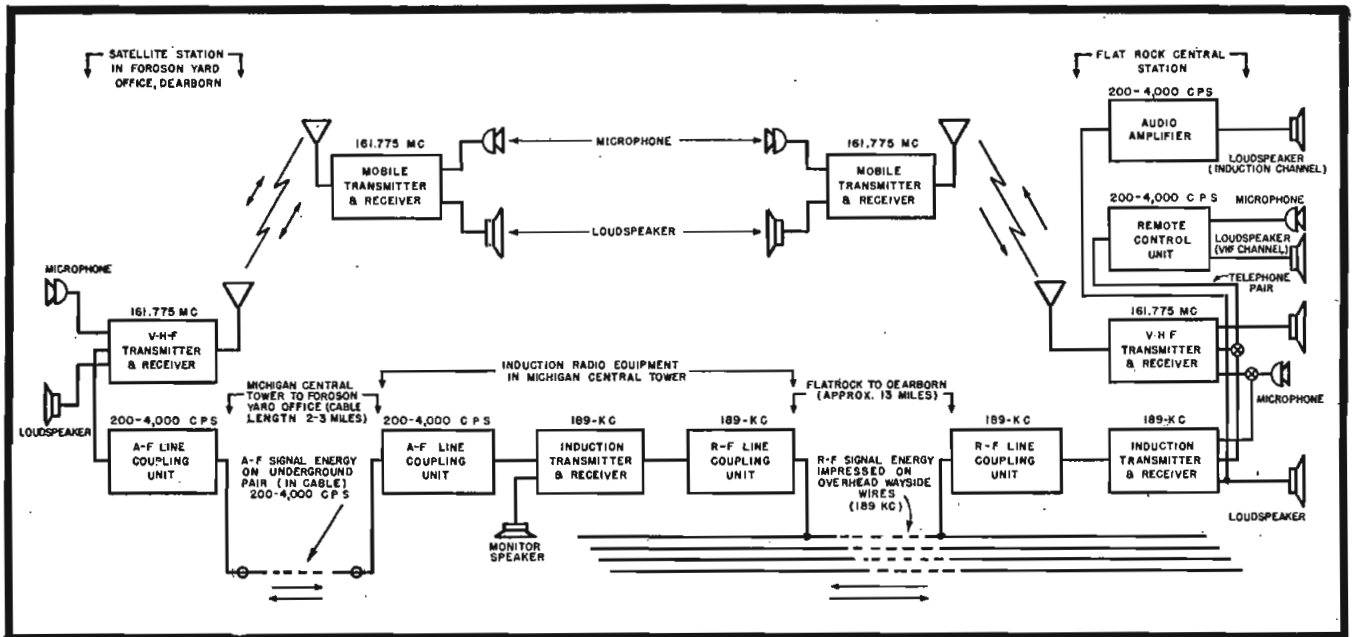 SATELLITE STATION
IN FOROSON YARD
OFFICE, DEARBORN
FLAT ROCK CENTRAL
STATION
200-4,000 CPS
AUDIO
AMPLIFIER
LOUDSPEAKER
(INDUCTION CHANNEL)
161.775 MC
MOBILE
TRANSMITTER
& RECEIVER
MICROPHONE
LOUDSPEAKER
161.775 MC
MOBILE
TRANSMITTER
& RECEIVER
200-4,000 CPS
REMOTE
CONTROL
UNIT
MICROPHONE
LOUDSPEAKER
(VHF CHANNEL)
TELEPHONE
PAIR
MICROPHONE
161.775 MC
V-H-F
TRANSMITTER
& RECEIVER
LOUDSPEAKER
161.775 MC
V-H F
TRANSMITTER
& RECEIVER
MICROPHONE
MICHIGAN CENTRAL
TOWER TO FOROSON
YARD OFFICE (CABLE
LENGTH 2-3 MILES)
INDUCTION RADIO EQUIPMENT
IN MICHIGAN CENTRAL TOWER
FLATROCK TO DEARBORN
(APPROX. 13 MILES)
200-4,000 CPS
A-F LINE
COUPLING
UNIT
A-F SIGNAL ENERGY
ON UNDERGROUND
PAIR (IN CABLE)
200-4,000 CPS
200-4,000 CPS
A-F LINE
COUPLING
UNIT
189-KC
INDUCTION
TRANSMITTER
& RECEIVER
MONITOR
SPEAKER
189-KC
R-F LINE
COUPLING
UNIT
R-F SIGNAL ENERGY
IMPRESSED ON
OVERHEAD WAYSIDE
WIRES
(189 KC)
189-KC
R-F LINE
COUPLING
UNIT
189-KC
INDUCTION
TRANSMITTER
& RECEIVER
LOUDSPEAKER